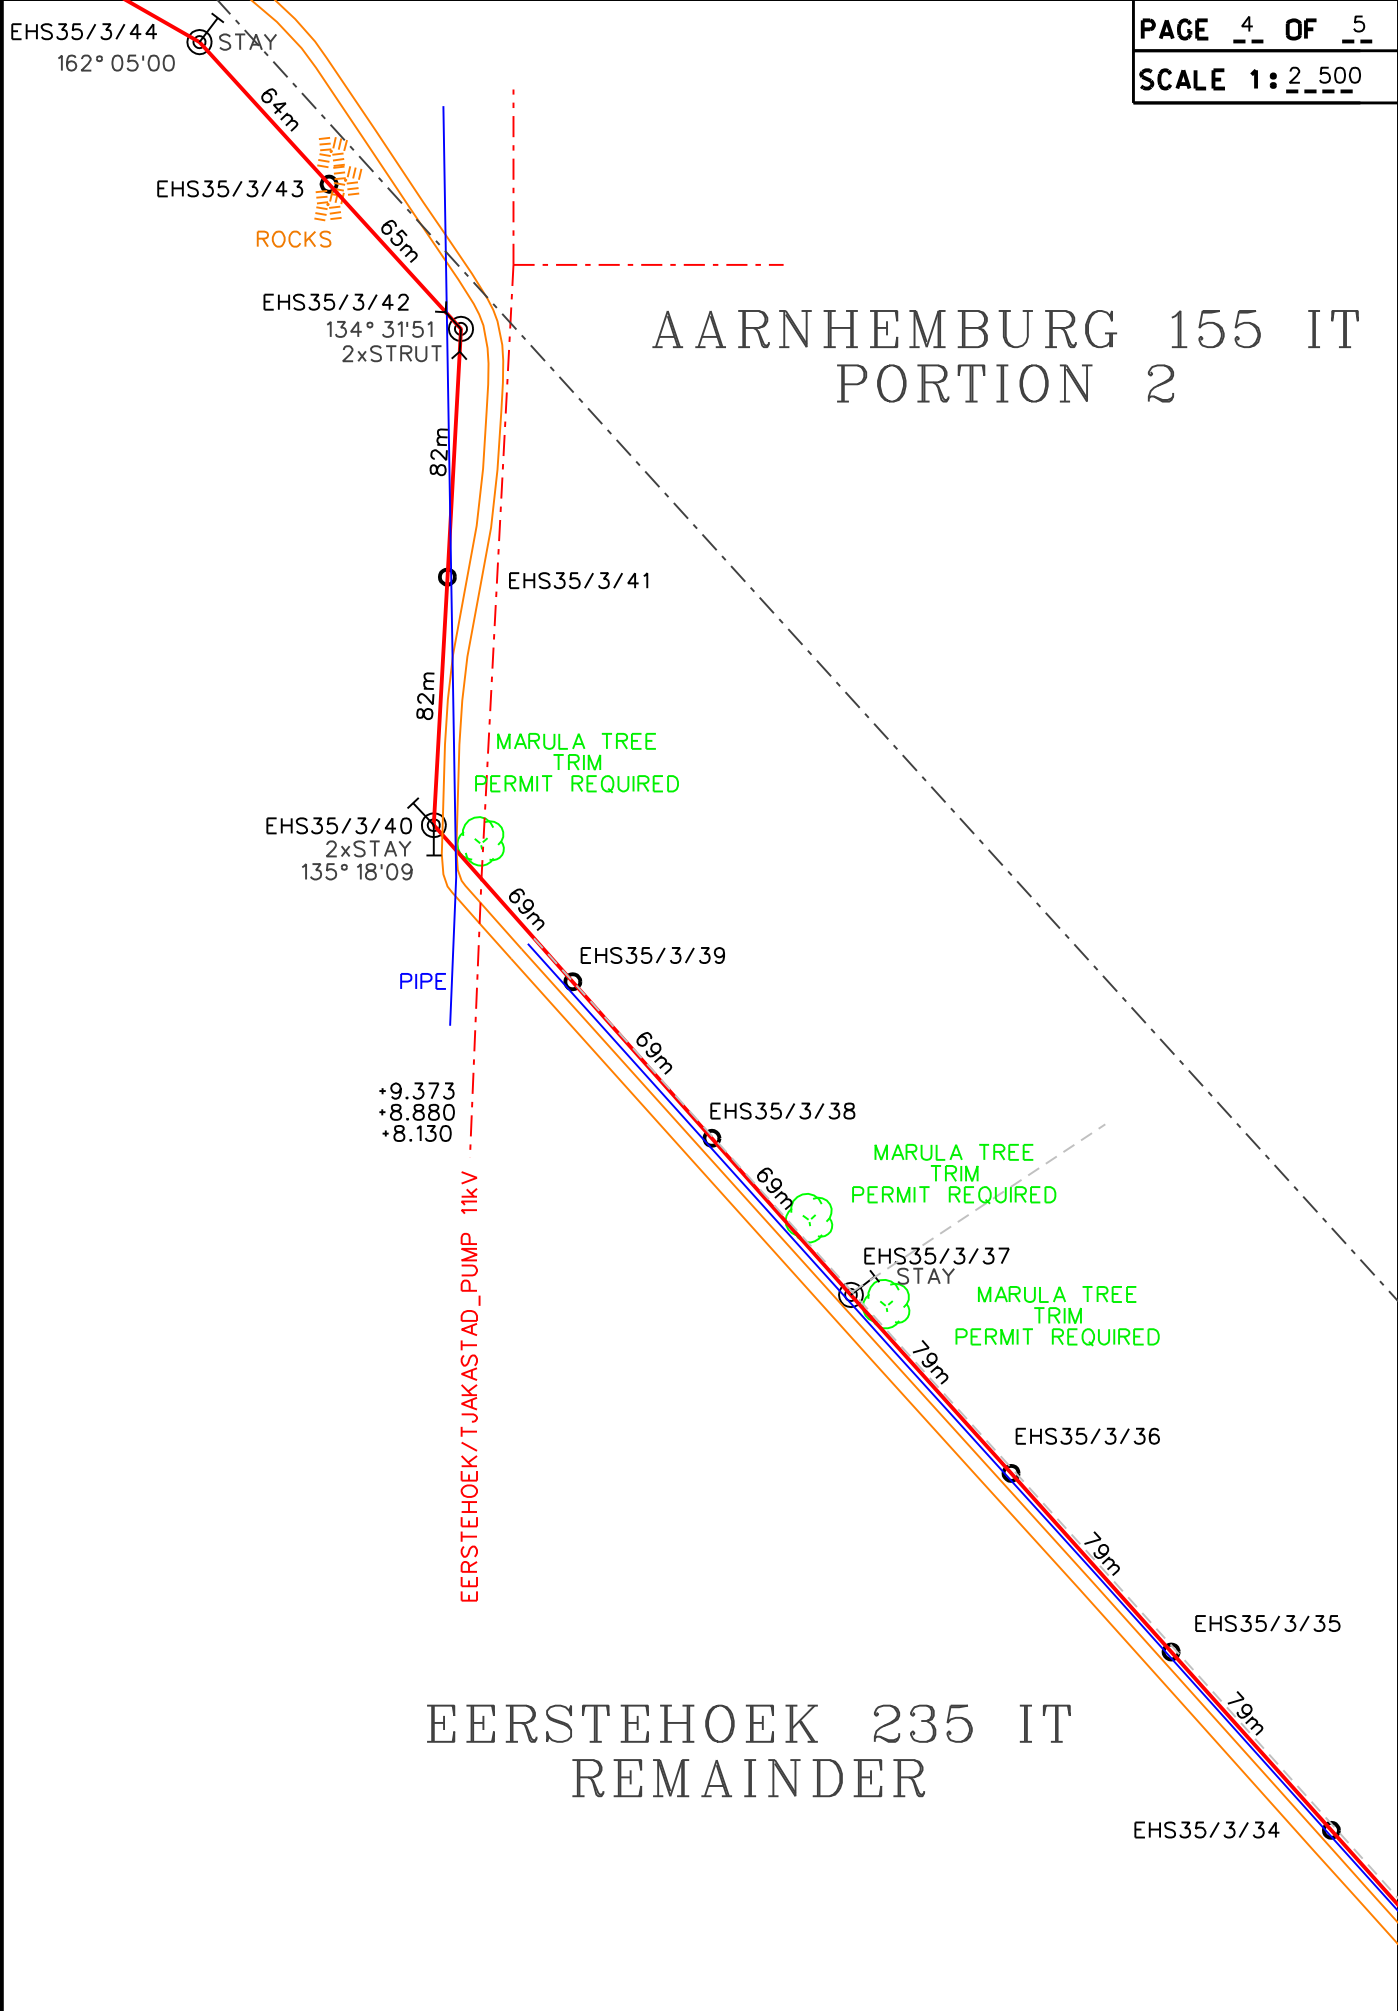 PAGE 4 OF 5
SCALE 1: 2 500
EHS35/3/44
STAY
162° 05'00
64m
EHS35/3/43
ROCKS
65m
EHS35/3/42
134° 31'51
2xSTRUT
AARNHEMBURG 155 IT
PORTION 2
82m
EHS35/3/41
82m
MARULA TREE
TRIM
PERMIT REQUIRED
EHS35/3/40
2xSTAY
135° 18'09
69m
EHS35/3/39
PIPE
69m
+9.373
+8.880
+8.130
EHS35/3/38
MARULA TREE
TRIM
PERMIT REQUIRED
69m
EERSTEHOEK/TJAKASTAD_PUMP 11kV
EHS35/3/37
STAY
MARULA TREE
TRIM
PERMIT REQUIRED
79m
EHS35/3/36
79m
EHS35/3/35
79m
EERSTEHOEK 235 IT
REMAINDER
EHS35/3/34